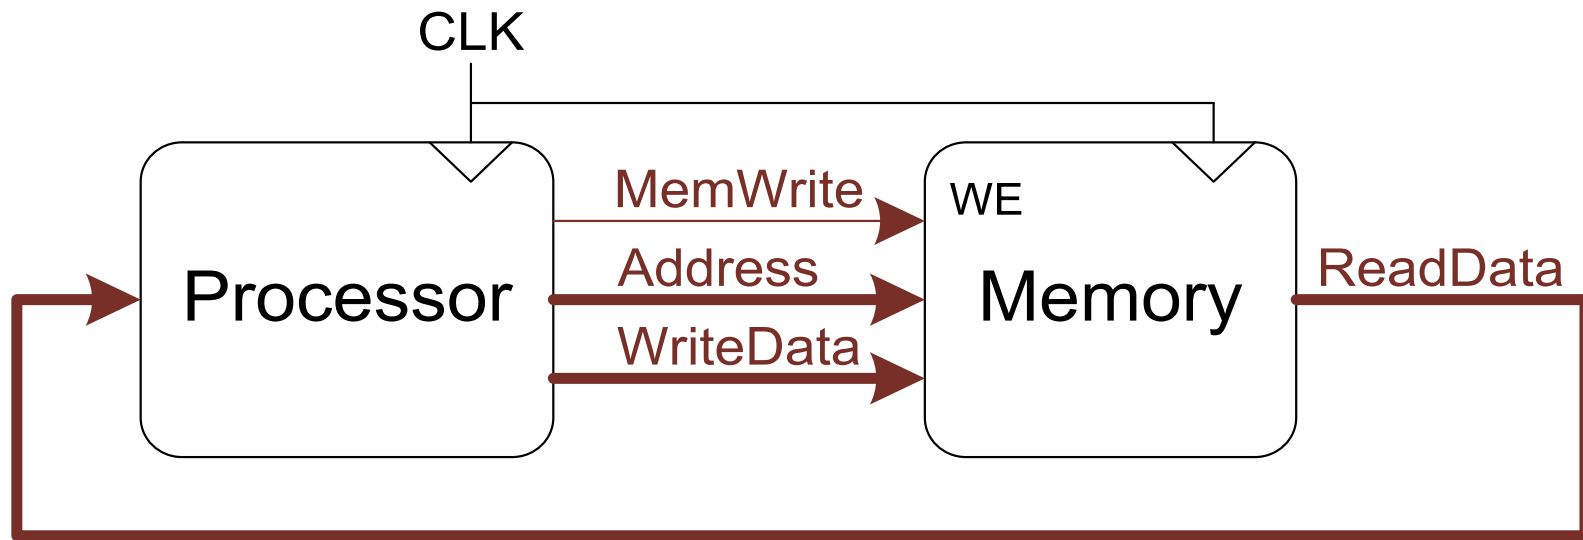 CLK
MemWrite
WE
Address
ReadData
Processor
Memory
WriteData